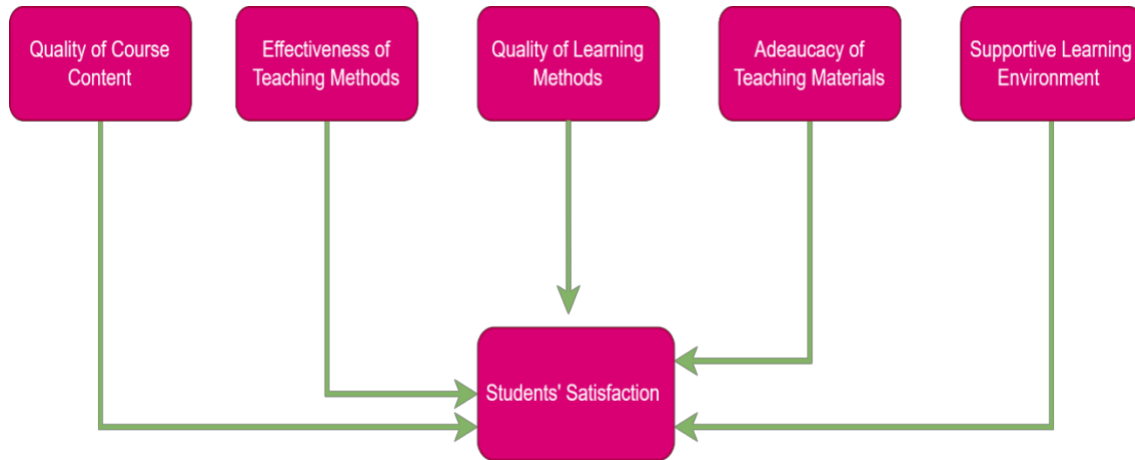 Quality of Course
Content
Effectiveness of
Teaching Methods
Quality of Learning
Methods
Adeaucacy of
Teaching Materials
Supportive Learning
Environment
Students' Satisfaction